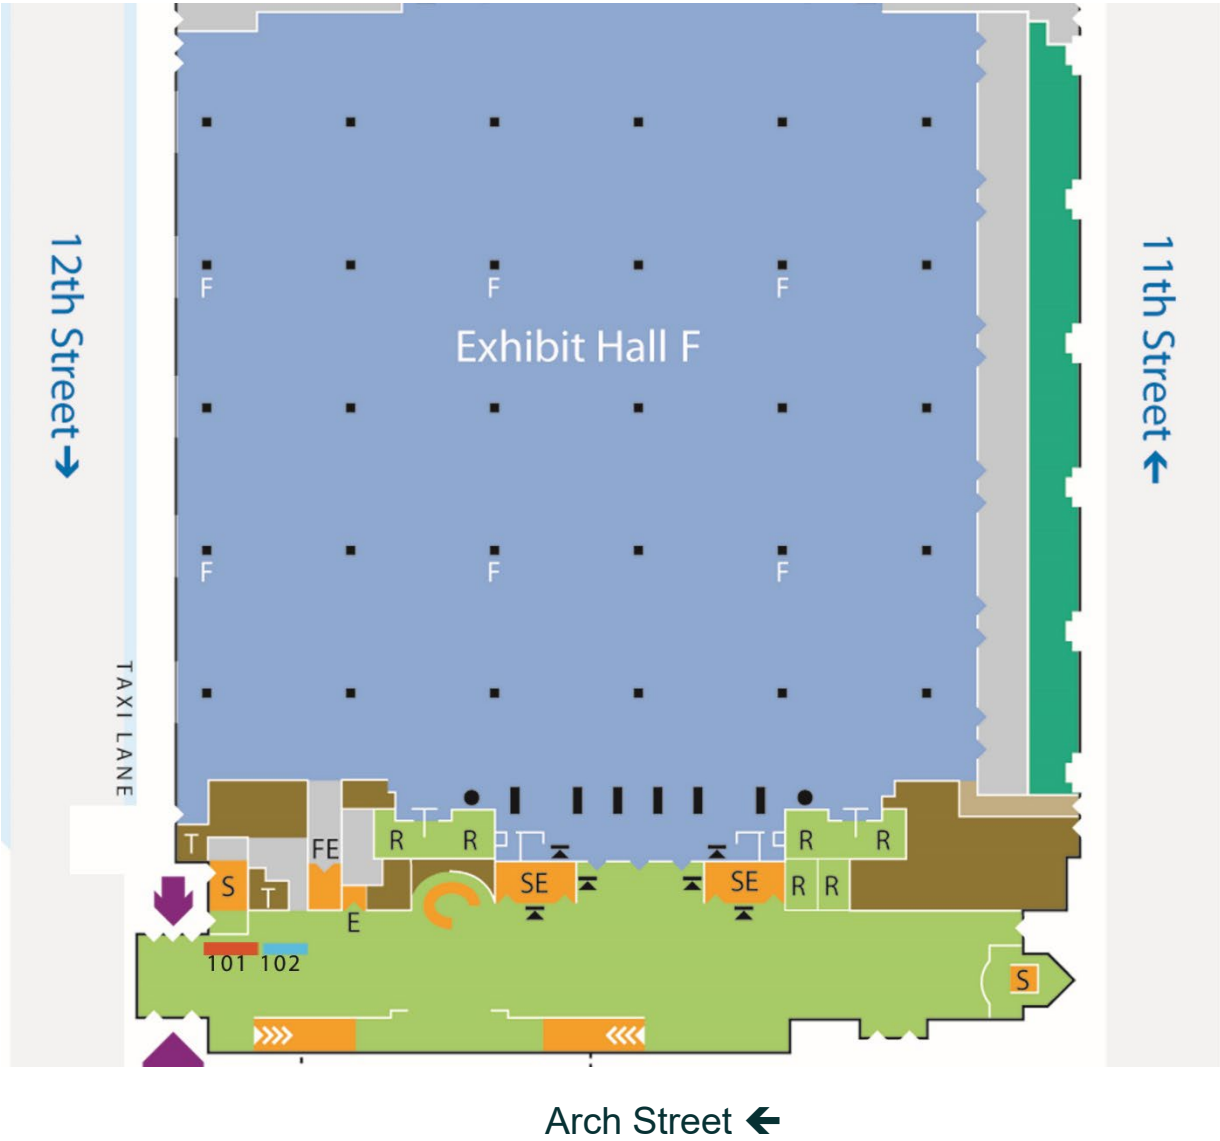 12th Street →
11th Street ←
F F F
Exhibit Hall F
F F F
TAXI LANE
T
FE
R R
R R
S
T
SE
SE
R R
E
101 102
S
Arch Street ←